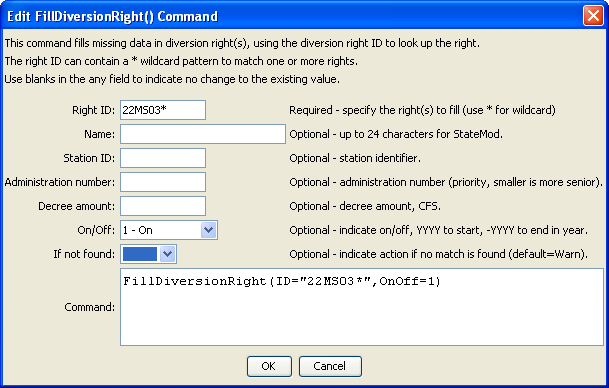 Edit FillDiversionRight() Command
This command fills missing data in diversion right(s), using the diversion right ID to look up the right.
The right ID can contain a * wildcard pattern to match one or more rights.
Use blanks in the any field to indicate no change to the existing value.
Right ID: 22MS03* Required - specify the right(s) to fill (use * for wildcard)
Name: Optional - up to 24 characters for StateMod.
Station ID: Optional - station identifier.
Administration number: Optional - administration number (priority, smaller is more senior).
Decree amount: Optional - decree amount, CFS.
On/Off: 1 - On Optional - indicate on/off, YYYY to start, -YYYY to end in year.
If not found: Optional - indicate action if no match is found (default=Warn).
Command: FillDiversionRight(ID="22MS03*",OnOff=1)
OK Cancel